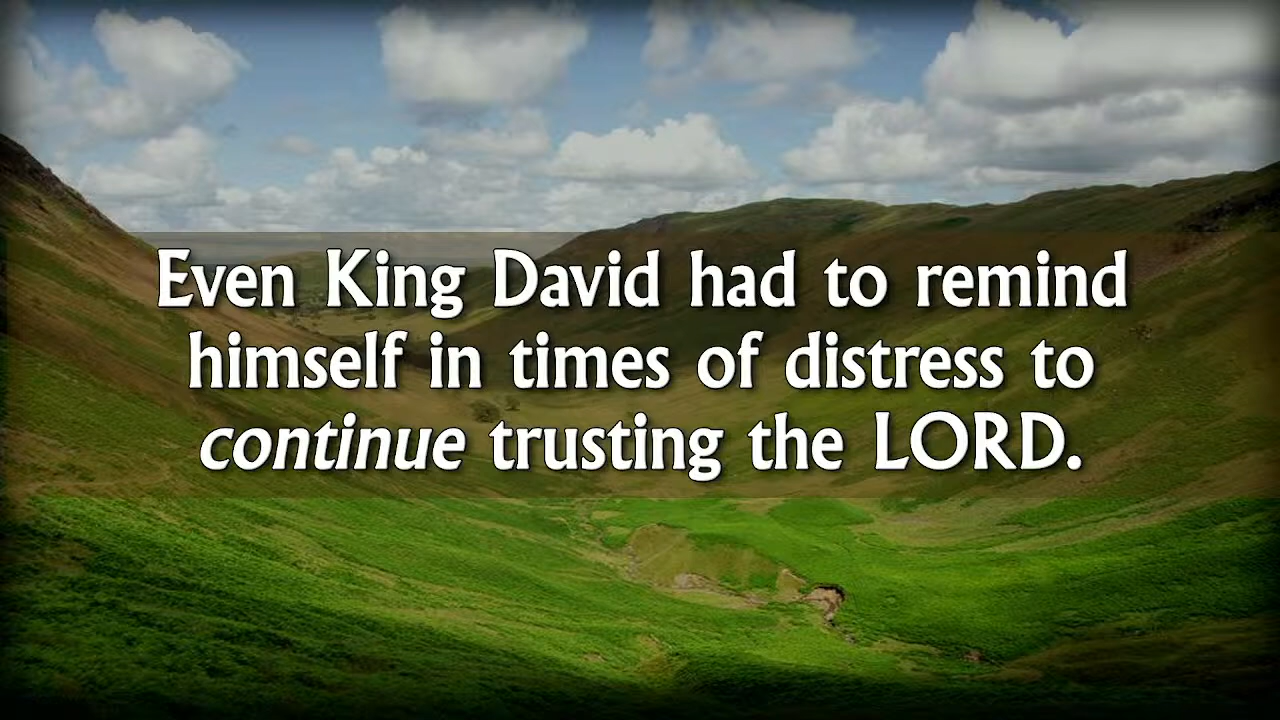 Even King David had to remind
himself in times of distress to
continue trusting the LORD.